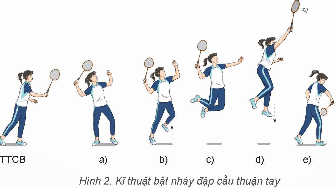 TTCB a) b) c) d) e)
Hình 2. Kĩ thuật bật nhảy đập cầu thuận tay